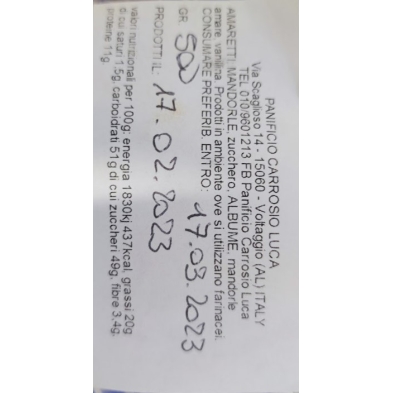 PANIFICIO CARROSIO LUCA
Via Scaglioso 14 - 15060 - Voltaggio (AL) ITALY
TEL 010/9601213 FB Panificio Carrosio Luca
AMARETTI: MANDORLE, zucchero, ALBUME, mandorle
amare, vaniglia. Prodotti in ambiente ove si utilizzano farinacei.
CONSUMARE PREFERIB. ENTRO: 17.03.2023
GR. 500
PRODOTTI IL: 17.02.2023
valori nutrizionali per 100g: energia 1830kj 437kcal, grassi 20g
di cui saturi 1.5g, carboidrati 51g di cui zuccheri 49g, fibre 3.4g,
proteine 11g.